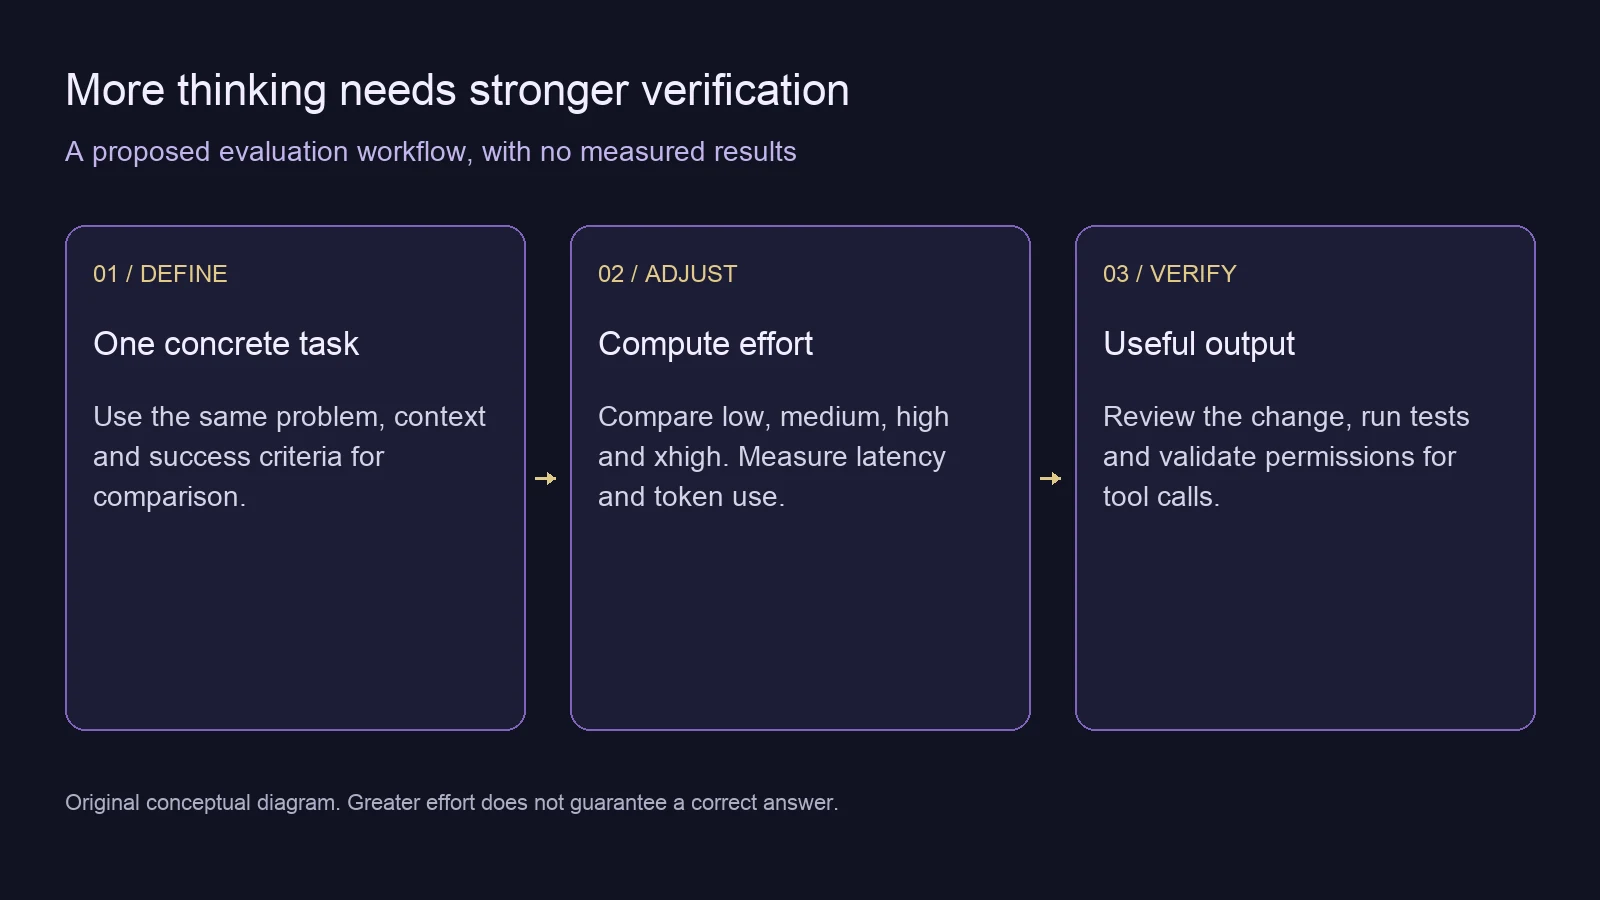 More thinking needs stronger verification
A proposed evaluation workflow, with no measured results
01 / DEFINE
One concrete task
Use the same problem, context
and success criteria for
comparison.
02 / ADJUST
Compute effort
Compare low, medium, high
and xhigh. Measure latency
and token use.
03 / VERIFY
Useful output
Review the change, run tests
and validate permissions for
tool calls.
Original conceptual diagram. Greater effort does not guarantee a correct answer.